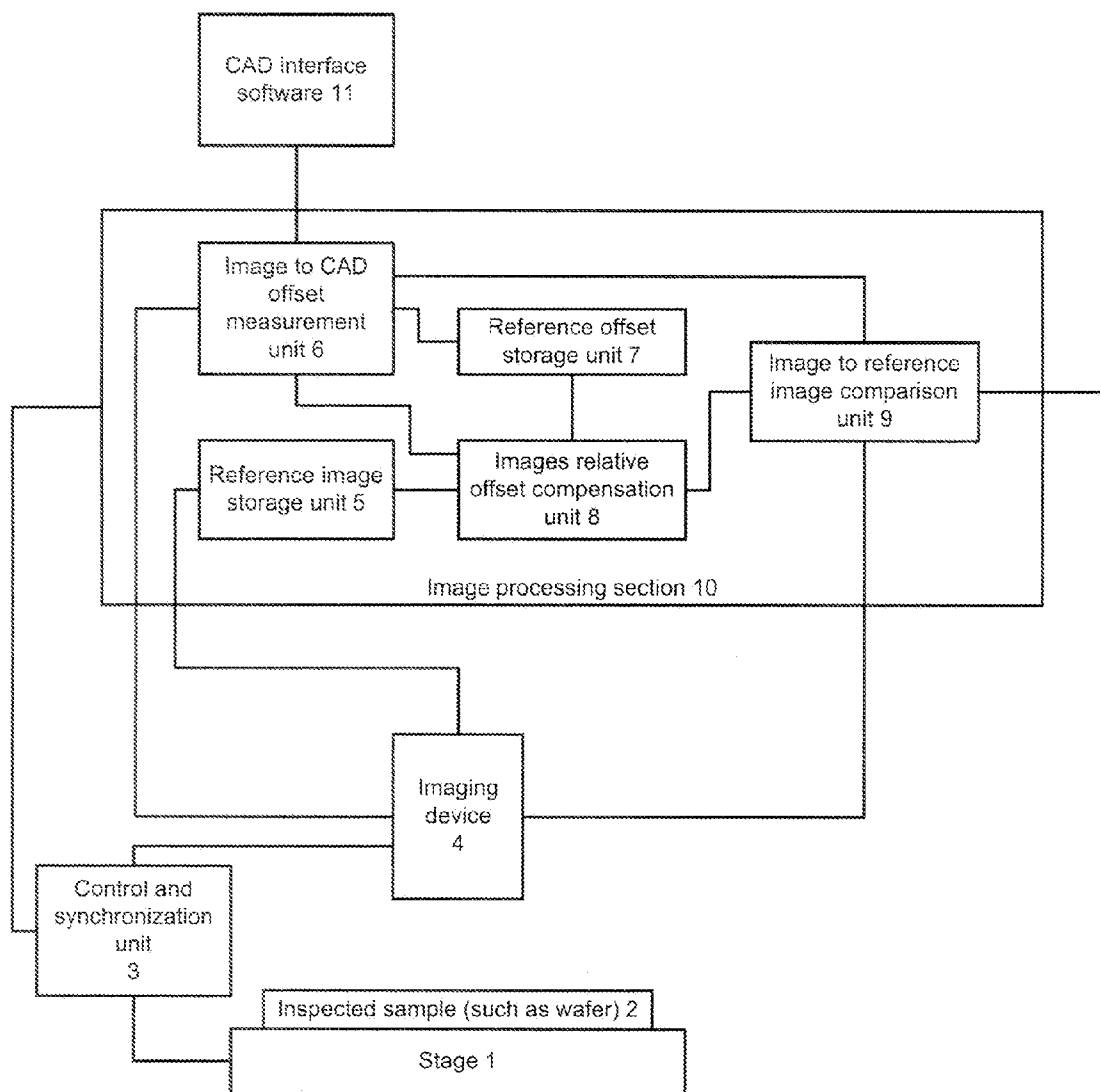 CAD interface
software 11
Image to CAD
offset
measurement
unit 6
Reference offset
storage unit 7
Image to reference
image comparison
unit 9
Reference image
storage unit 5
Images relative
offset compensation
unit 8
Image processing section 10
Imaging
device
4
Control and
synchronization
unit
3
Inspected sample (such as wafer) 2
Stage 1